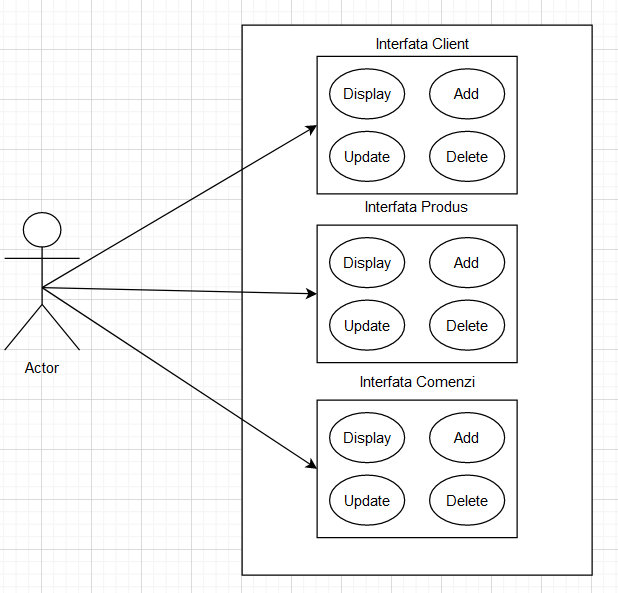 Interfata Client
Display
Add
Update
Delete
Interfata Produs
Display
Add
Update
Delete
Actor
Interfata Comenzi
Display
Add
Update
Delete